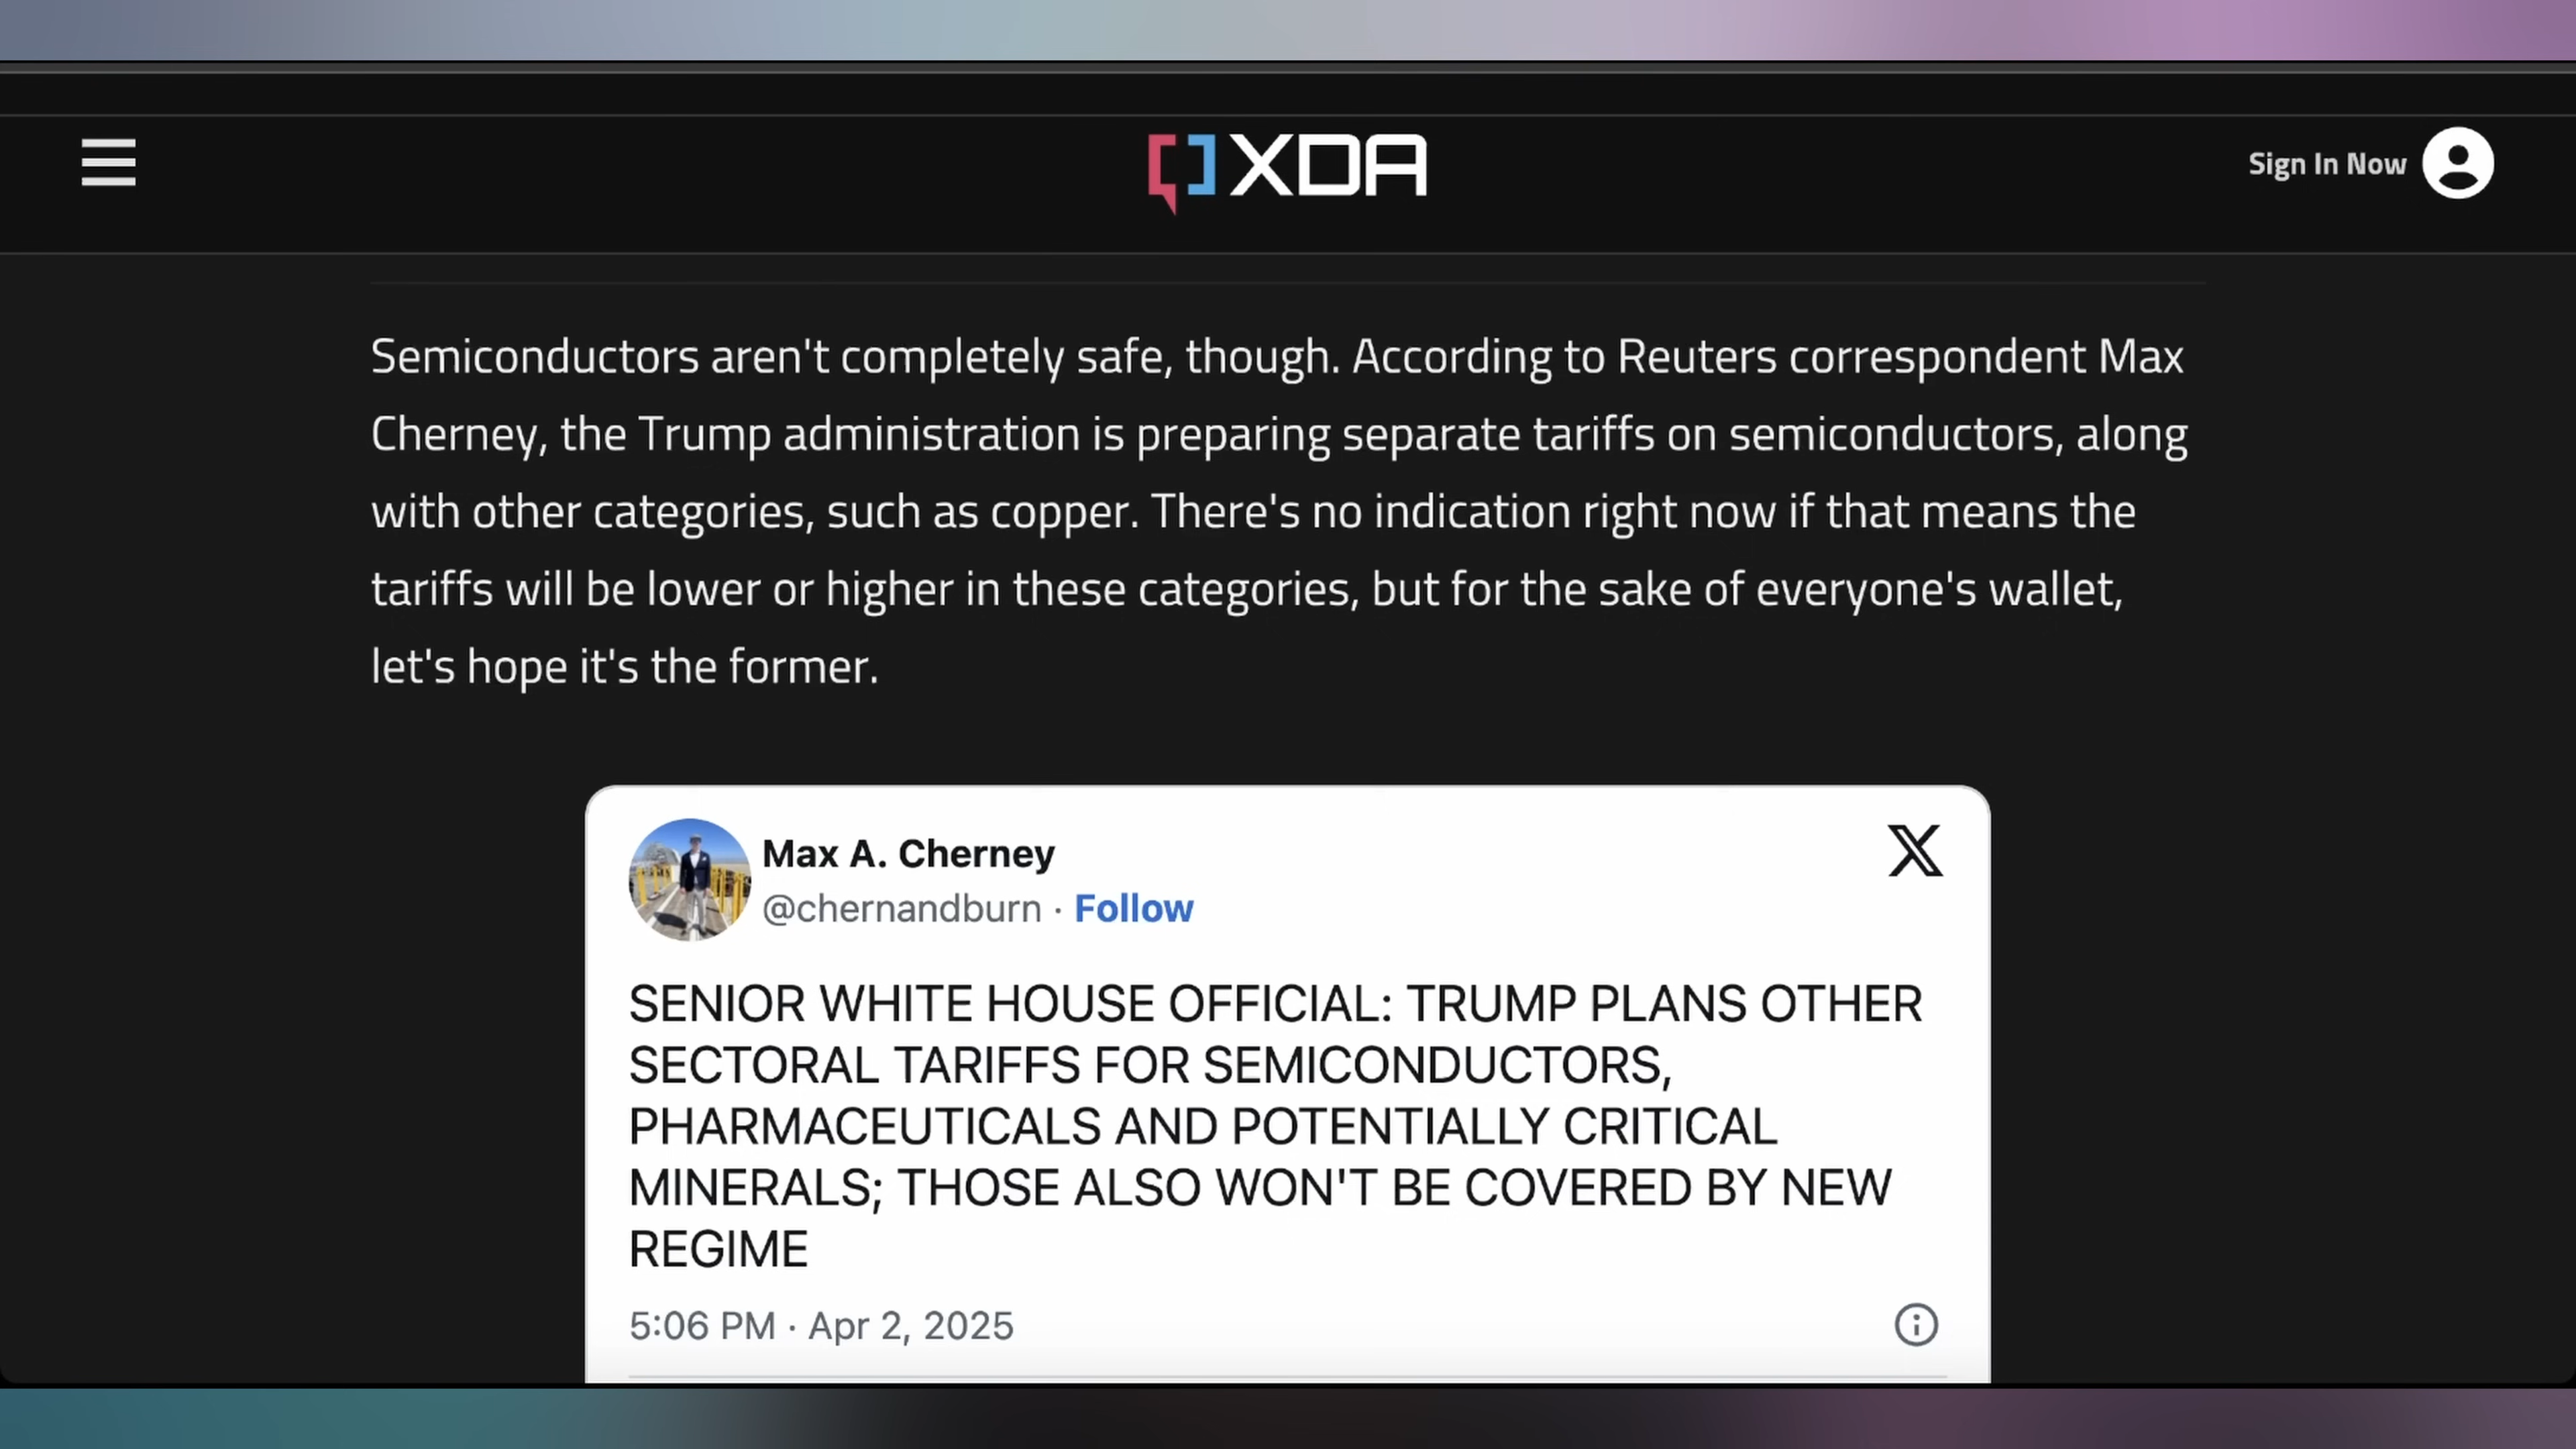 XDA
Sign In Now
Semiconductors aren't completely safe, though. According to Reuters correspondent Max
Cherney, the Trump administration is preparing separate tariffs on semiconductors, along
with other categories, such as copper. There's no indication right now if that means the
tariffs will be lower or higher in these categories, but for the sake of everyone's wallet,
let's hope it's the former.
Max A. Cherney
@chernandburn · Follow
SENIOR WHITE HOUSE OFFICIAL: TRUMP PLANS OTHER
SECTORAL TARIFFS FOR SEMICONDUCTORS,
PHARMACEUTICALS AND POTENTIALLY CRITICAL
MINERALS; THOSE ALSO WON'T BE COVERED BY NEW
REGIME
5:06 PM · Apr 2, 2025